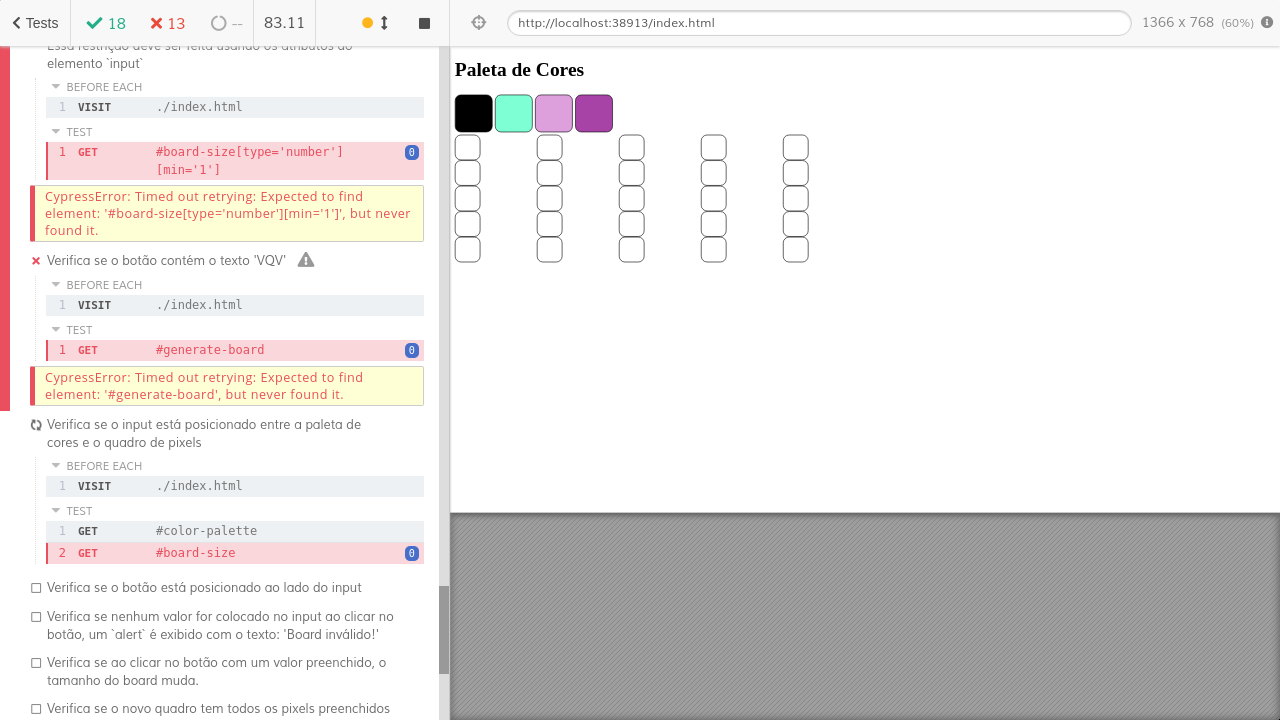 Tests 18 13 -- 83.11 http://localhost:38913/index.html 1366 x 768 (60%)
Essa restrição deve ser feita usando os atributos do
elemento `input`
BEFORE EACH
1 VISIT ./index.html
TEST
1 GET #board-size[type='number'] 0
[min='1']
CypressError: Timed out retrying: Expected to find
element: '#board-size[type='number'][min='1']', but never
found it.
Verifica se o botão contém o texto 'VQV'
BEFORE EACH
1 VISIT ./index.html
TEST
1 GET #generate-board 0
CypressError: Timed out retrying: Expected to find
element: '#generate-board', but never found it.
Verifica se o input está posicionado entre a paleta de
cores e o quadro de pixels
BEFORE EACH
1 VISIT ./index.html
TEST
1 GET #color-palette
2 GET #board-size 0
Verifica se o botão está posicionado ao lado do input
Verifica se nenhum valor for colocado no input ao clicar no
botão, um `alert` é exibido com o texto: 'Board inválido!'
Verifica se ao clicar no botão com um valor preenchido, o
tamanho do board muda.
Verifica se o novo quadro tem todos os pixels preenchidos
Paleta de Cores